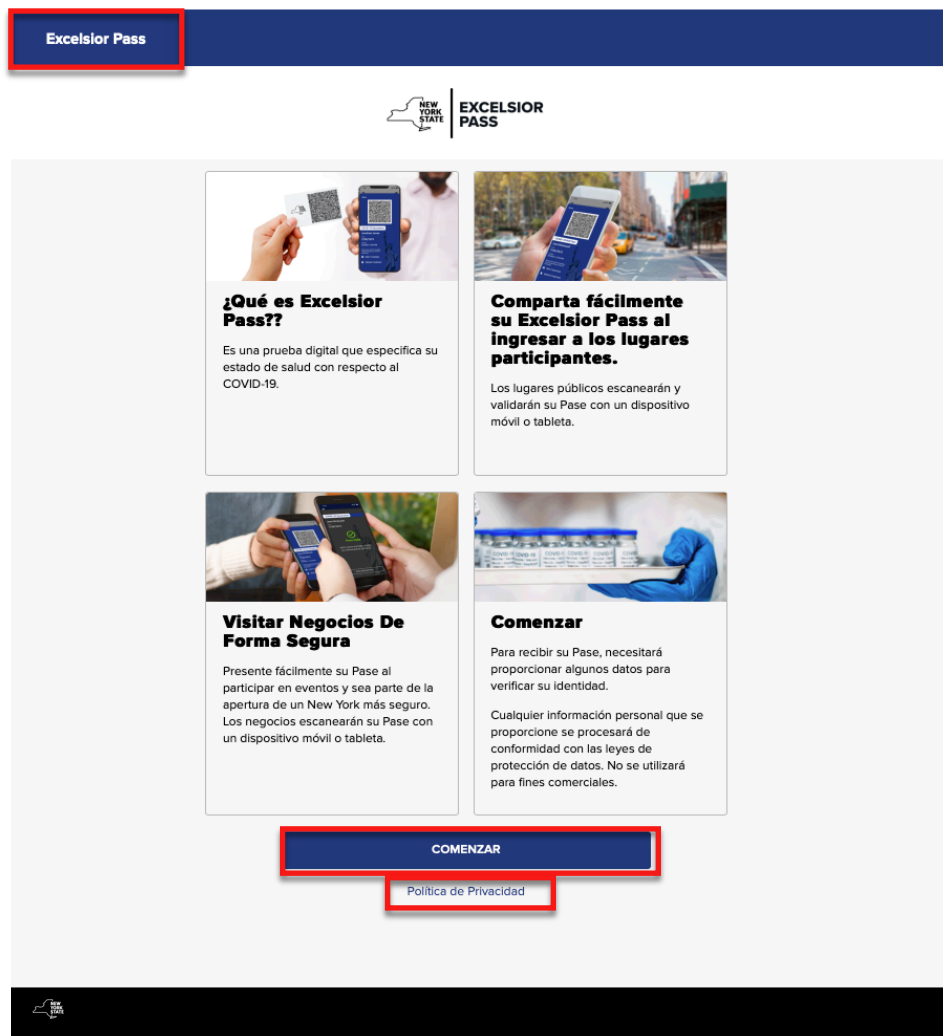 Excelsior Pass
NEW
YORK
STATE
EXCELSIOR
PASS
¿Qué es Excelsior
Pass??
Es una prueba digital que especifica su
estado de salud con respecto al
COVID-19.
Comparta fácilmente
su Excelsior Pass al
ingresar a los lugares
participantes.
Los lugares públicos escanearán y
validarán su Pase con un dispositivo
móvil o tableta.
Visitar Negocios De
Forma Segura
Presente fácilmente su Pase al
participar en eventos y sea parte de la
apertura de un New York más seguro.
Los negocios escanearán su Pase con
un dispositivo móvil o tableta.
Comenzar
Para recibir su Pase, necesitará
proporcionar algunos datos para
verificar su identidad.
Cualquier información personal que se
proporcione se procesará de
conformidad con las leyes de
protección de datos. No se utilizará
para fines comerciales.
COMENZAR
Política de Privacidad
NEW
YORK
STATE